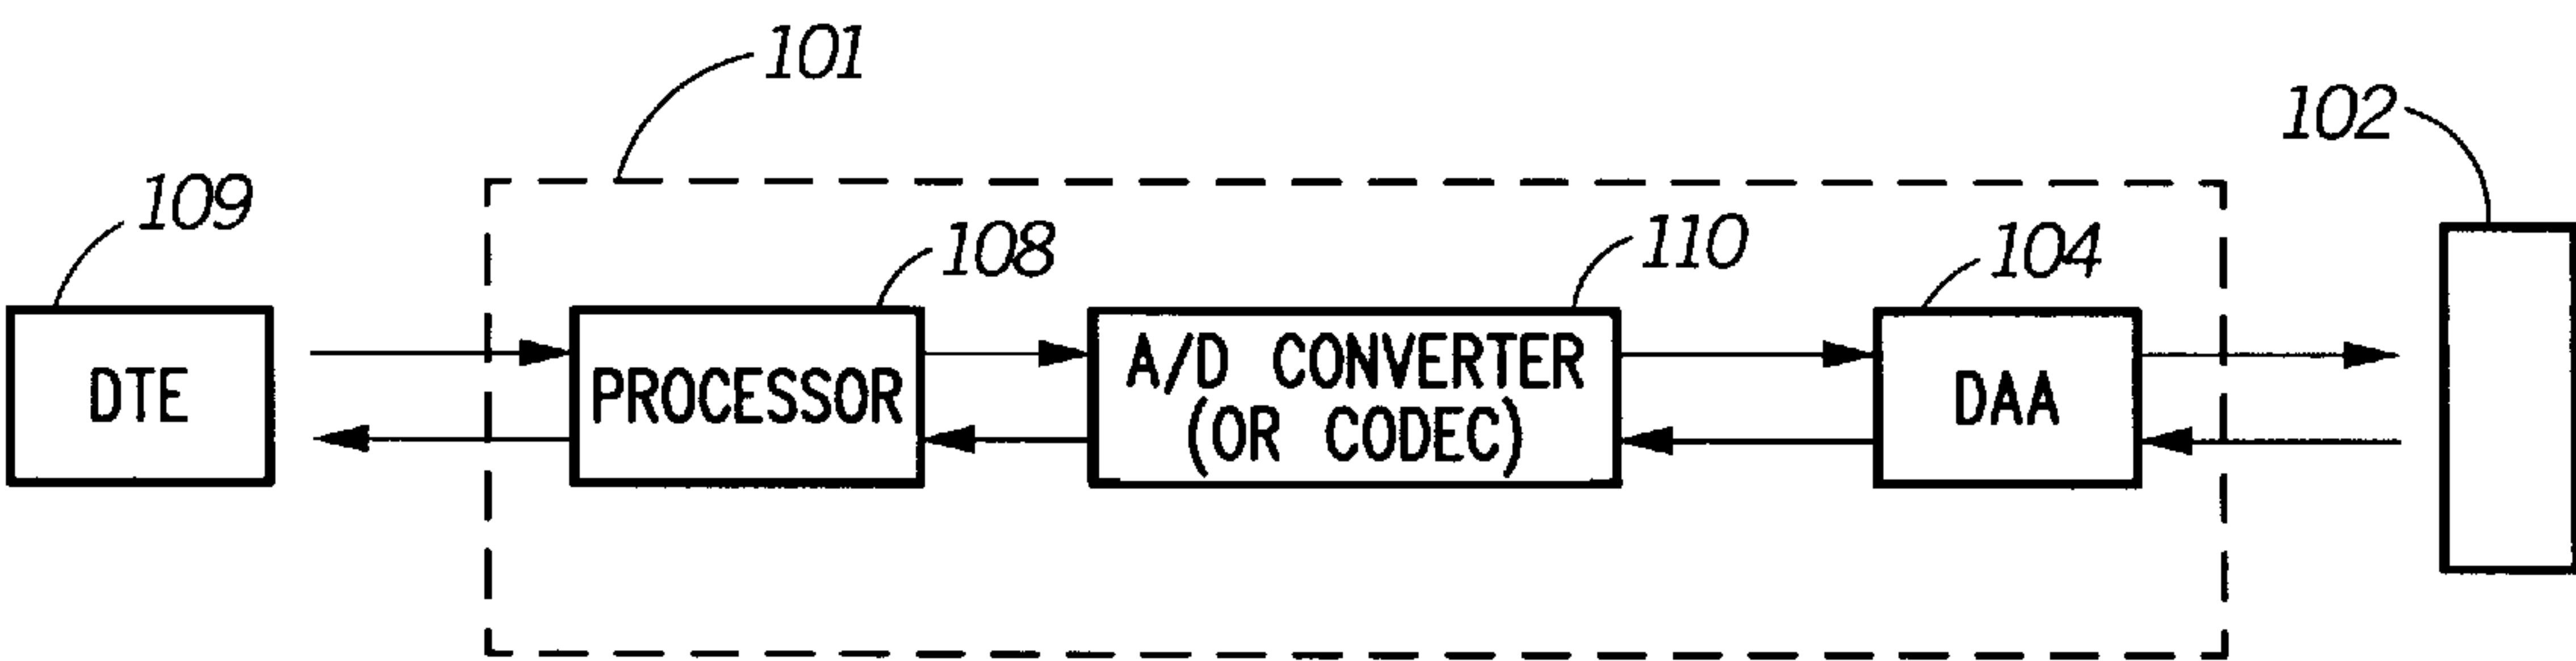 101
102
109
108
110
104
DTE
PROCESSOR
A/D CONVERTER
(OR CODEC)
DAA